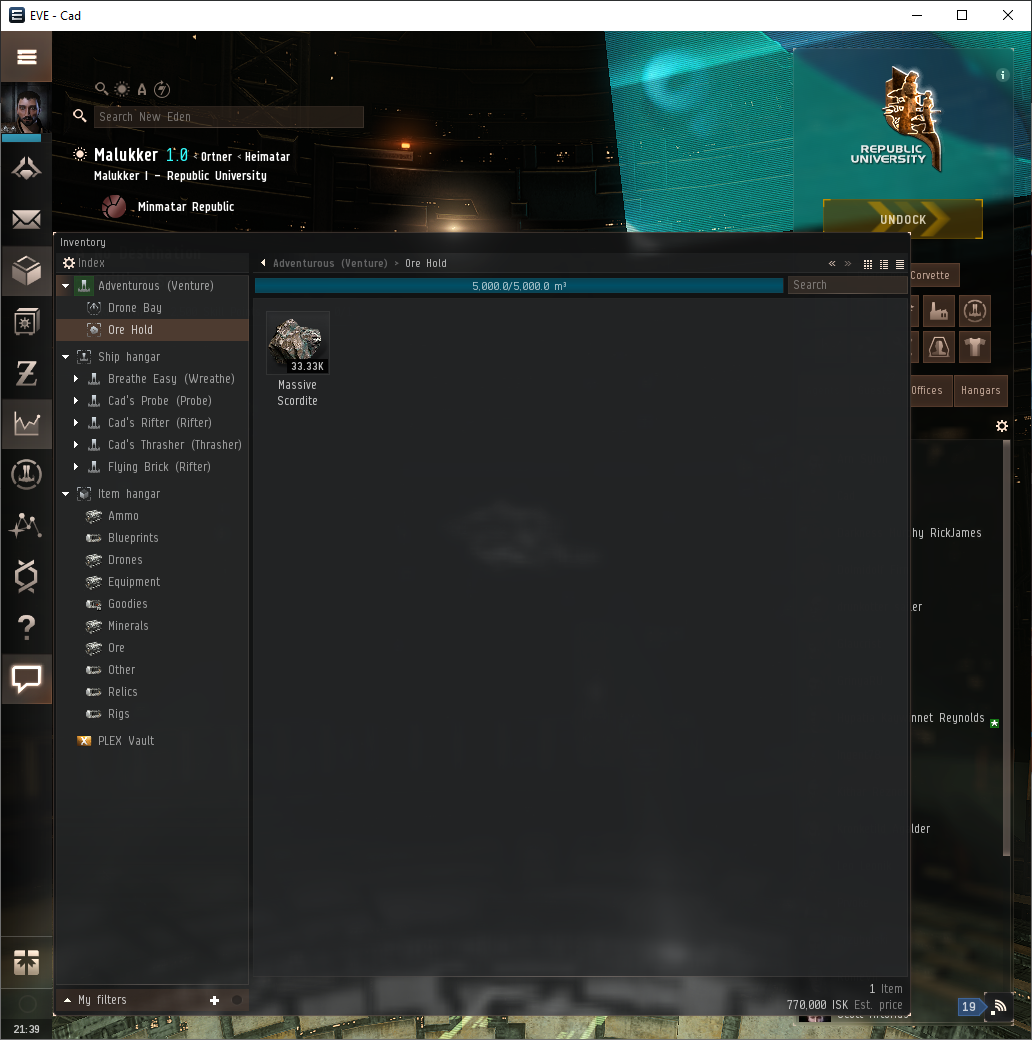 EVE - Cad
A
Search New Eden
Malukker 1.0 < Ortner < Heimatar
Malukker I - Republic University
Minmatar Republic
REPUBLIC
UNIVERSITY
UNDOCK
Corvette
Offices
Hangars
Inventory
Index
Adventurous (Venture)
Drone Bay
Ore Hold
Ship hangar
Breathe Easy (Wreathe)
Cad's Probe (Probe)
Cad's Rifter (Rifter)
Cad's Thrasher (Thrasher)
Flying Brick (Rifter)
Item hangar
Ammo
Blueprints
Drones
Equipment
Goodies
Minerals
Ore
Other
Relics
Rigs
PLEX Vault
My filters
Adventurous (Venture) > Ore Hold
5,000.0/5,000.0 m³
Search
33.33K
Massive
Scordite
1 Item
770,000 ISK Est. price
hy RickJames
ler
nnet Reynolds
lder
19
21:39